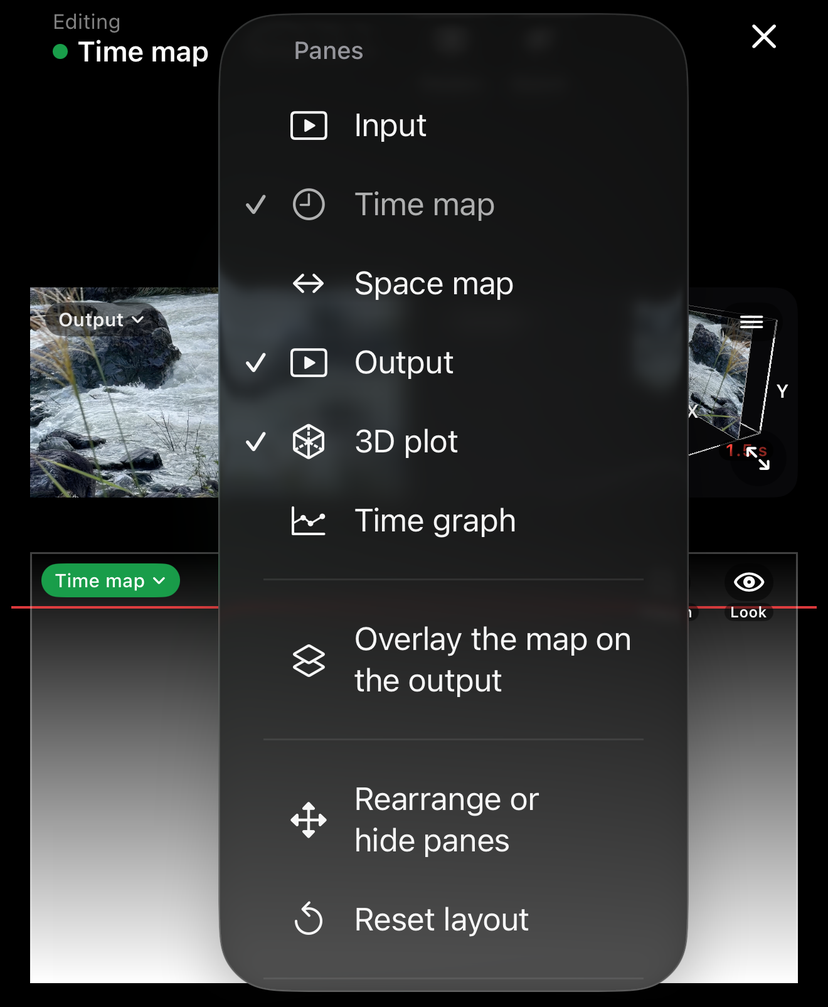 Editing
Time map
Panes
Input
Time map
Space map
Output
3D plot
Time graph
Overlay the map on
the output
Rearrange or
hide panes
Reset layout
Output
X
Y
Time map
Look